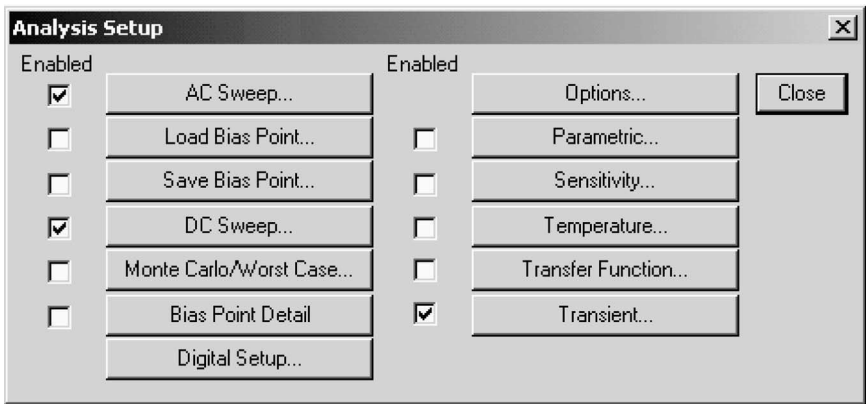 Analysis Setup
Enabled
AC Sweep...
Load Bias Point...
Save Bias Point...
DC Sweep...
Monte Carlo/Worst Case...
Bias Point Detail
Digital Setup...
Enabled
Options...
Parametric...
Sensitivity...
Temperature...
Transfer Function...
Transient...
Close